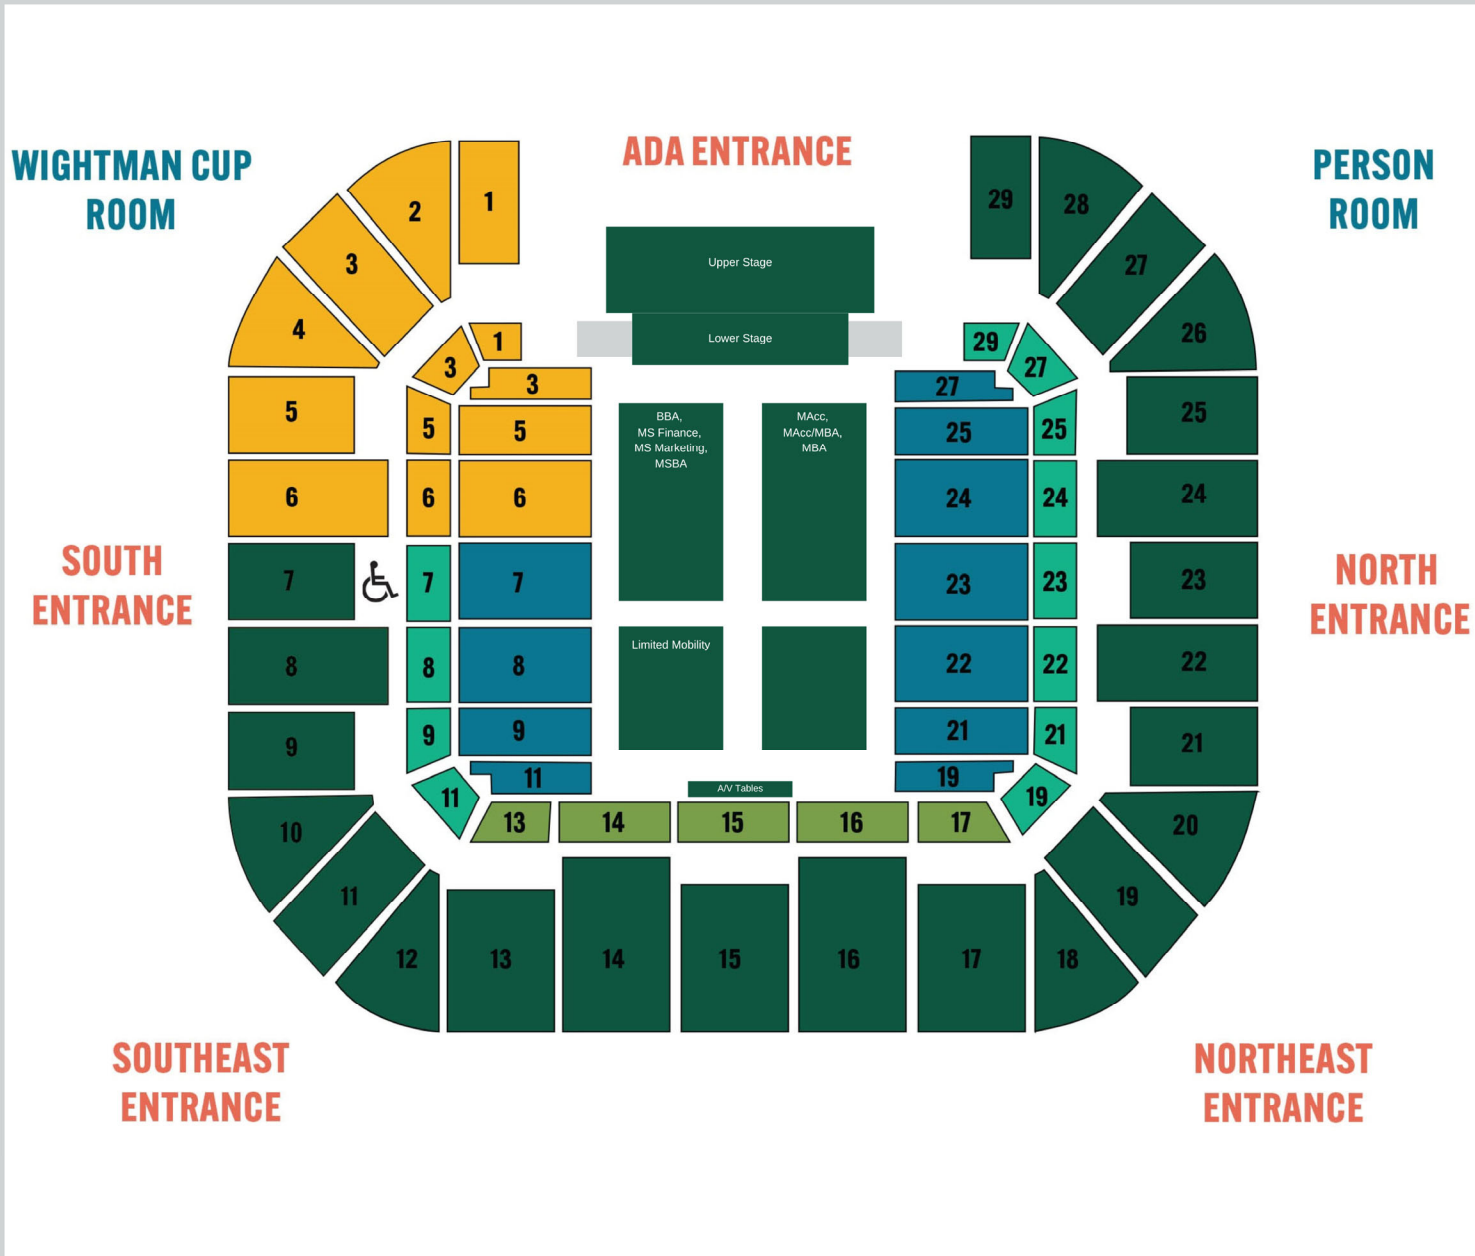 WIGHTMAN CUP
ROOM
ADA ENTRANCE
PERSON
ROOM
1
2
3
4
29
28
27
26
Upper Stage
Lower Stage
1
3
3
29
27
27
5
5
5
BBA,
MS Finance,
MS Marketing,
MSBA
MAcc,
MAcc/MBA,
MBA
25
25
25
6
6
6
24
24
24
SOUTH
ENTRANCE
7
7
7
23
23
23
NORTH
ENTRANCE
8
8
8
Limited Mobility
22
22
22
9
9
9
21
21
21
11
11
A/V Tables
19
19
10
13
14
15
16
17
20
11
19
12
13
14
15
16
17
18
SOUTHEAST
ENTRANCE
NORTHEAST
ENTRANCE